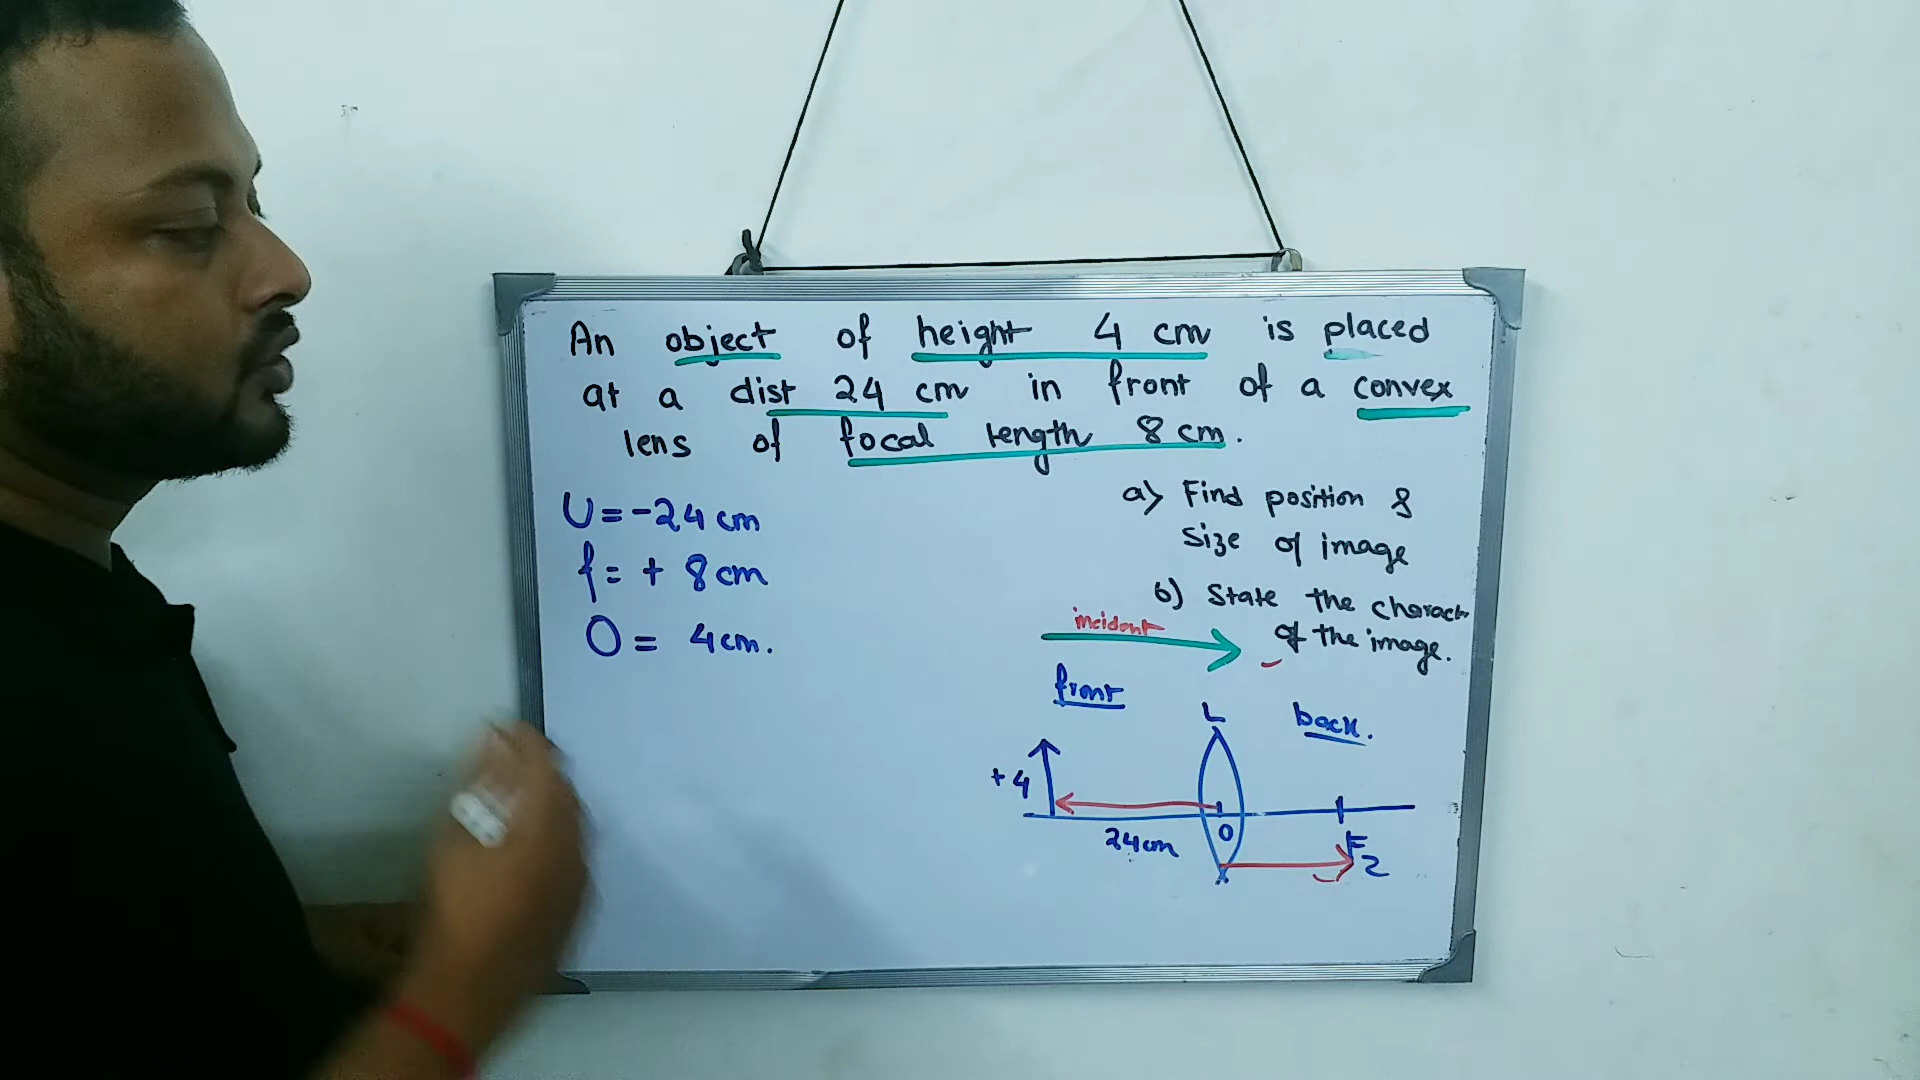 An object of height 4 cm is placed
at a dist 24 cm in front of a convex
lens of focal length 8 cm.
U = -24 cm
f = + 8 cm
O = 4 cm.
a) Find position &
size of image
b) State the charact
of the image.
incident
front
back.
L
+4
24cm
O
F2